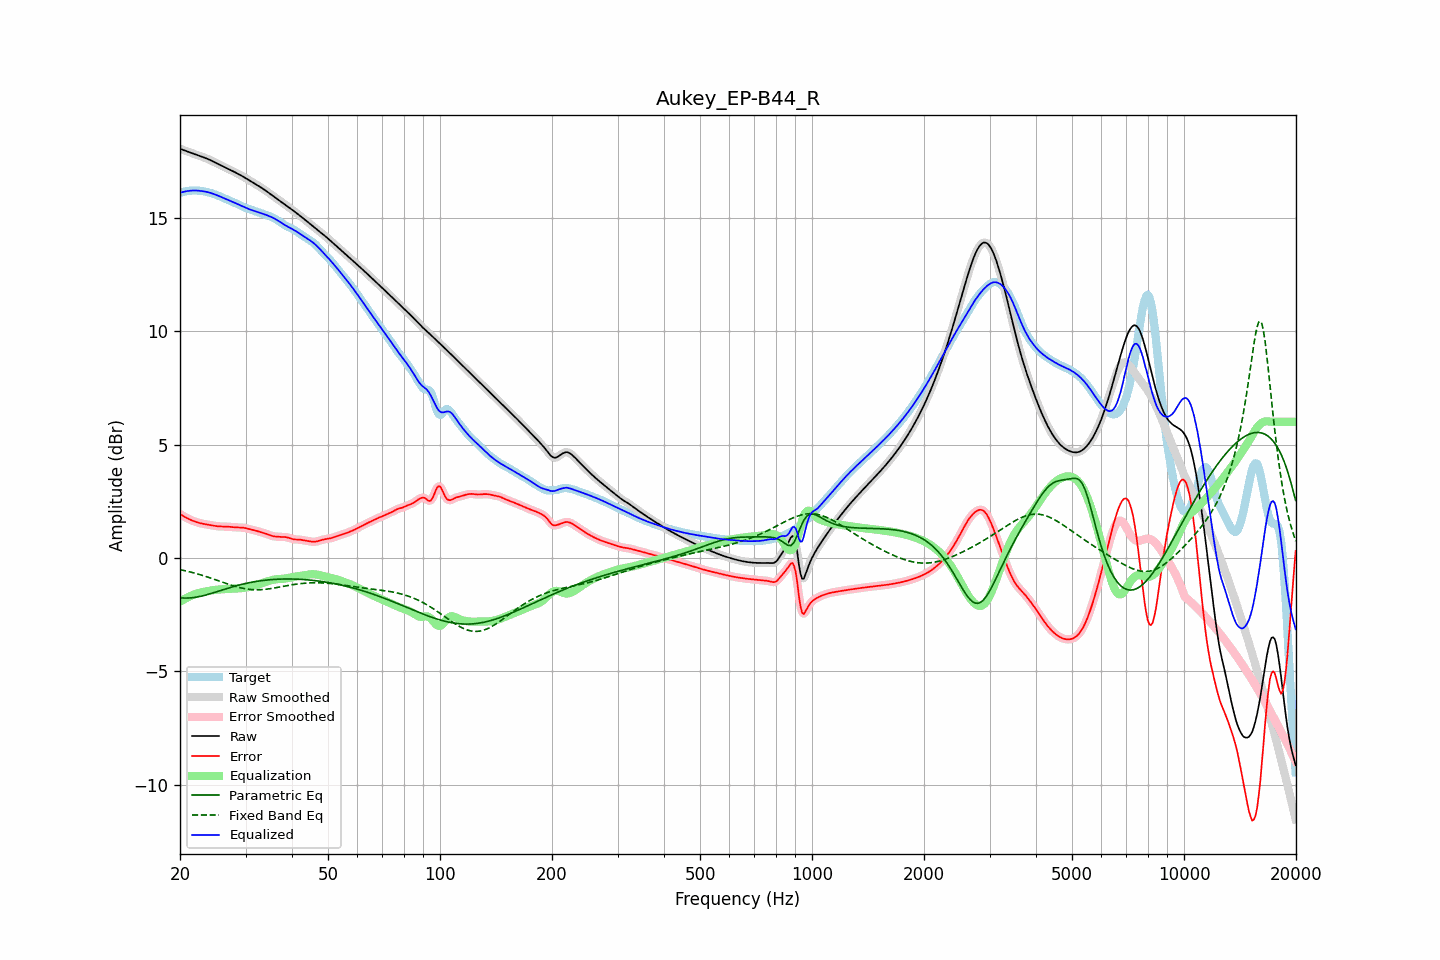 Aukey_EP-B44_R
Amplitude (dBr)
15
10
5
0
−5
−10
Target
Raw Smoothed
Error Smoothed
Raw
Error
Equalization
Parametric Eq
Fixed Band Eq
Equalized
20 50 100 200 500 1000 2000 5000 10000 20000
Frequency (Hz)